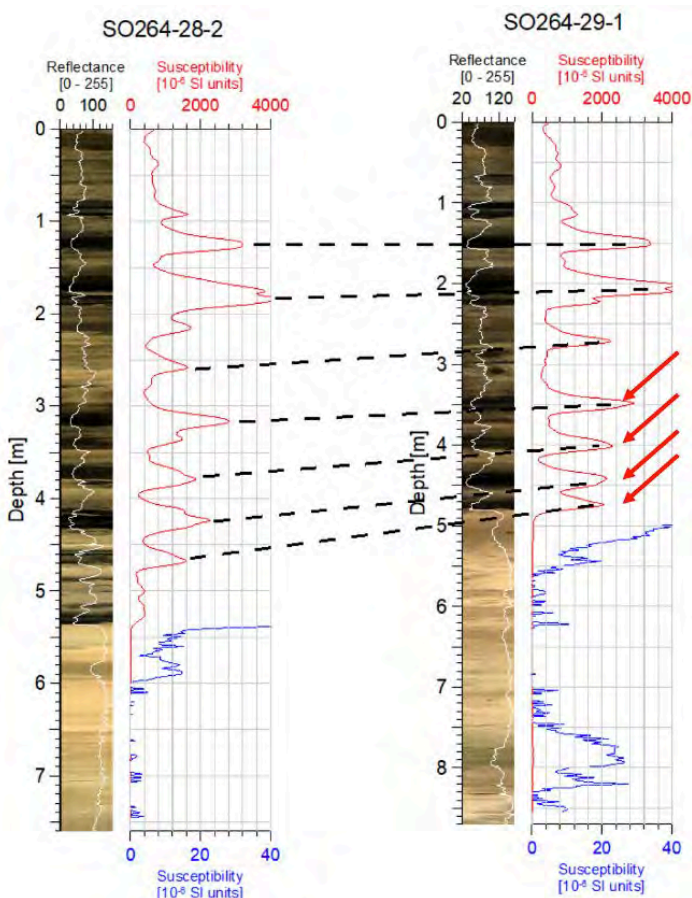 SO264-28-2
Reflectance
[0 - 255]
0 100
Susceptibility
[10⁻⁶ SI units]
0 2000 4000
0
1
2
3
4
5
6
7
Depth [m]
0 20 40
Susceptibility
[10⁻⁶ SI units]
SO264-29-1
Reflectance
[0 - 255]
20 120
Susceptibility
[10⁻⁶ SI units]
0 2000 4000
0
1
2
3
4
5
6
7
8
Depth [m]
0 20 40
Susceptibility
[10⁻⁶ SI units]